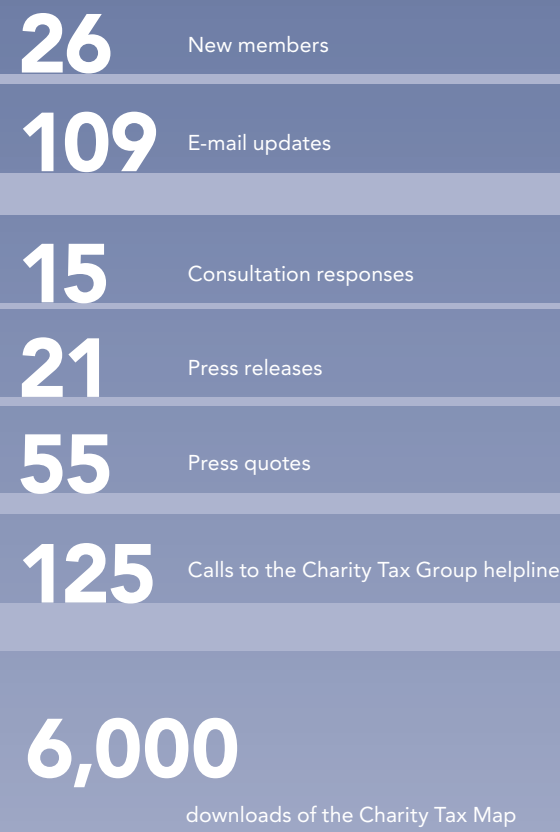 26 New members
109 E-mail updates
15 Consultation responses
21 Press releases
55 Press quotes
125 Calls to the Charity Tax Group helpline
6,000
downloads of the Charity Tax Map